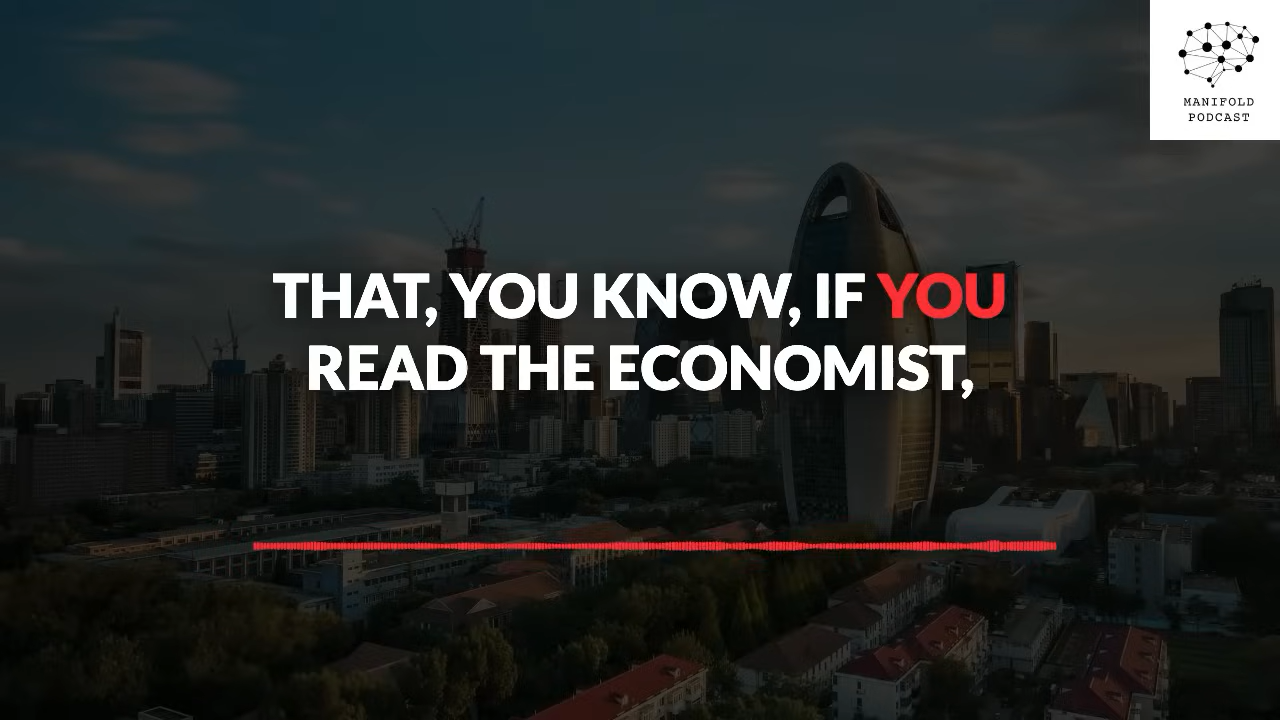 MANIFOLD
PODCAST
THAT, YOU KNOW, IF YOU
READ THE ECONOMIST,